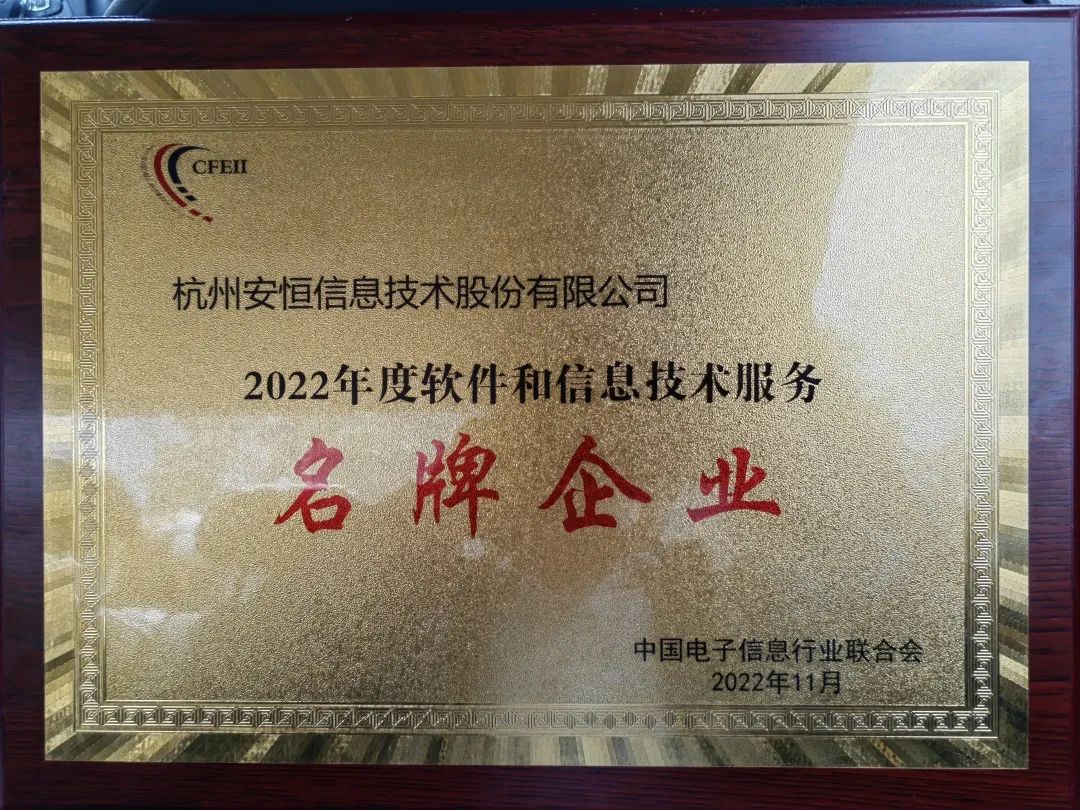 CFEII
杭州安恒信息技术股份有限公司
2022年度软件和信息技术服务
名牌企业
中国电子信息行业联合会
2022年11月